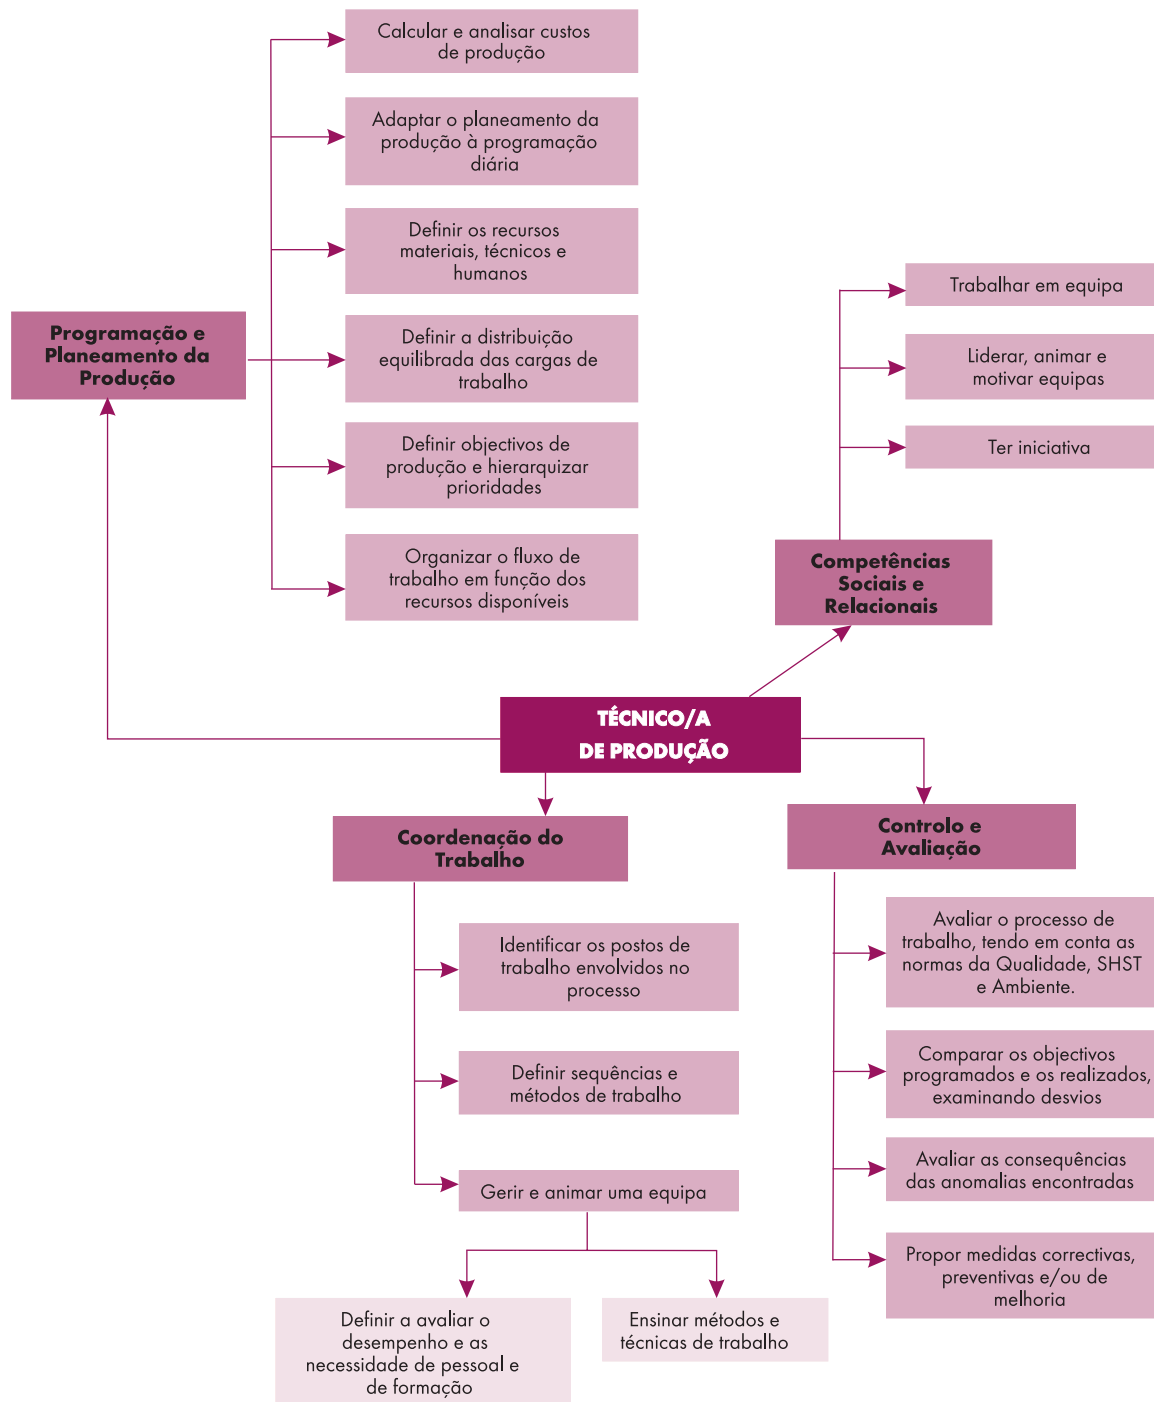 Calcular e analisar custos
de produção
Adaptar o planeamento da
produção à programação
diária
Definir os recursos
materiais, técnicos e
humanos
Programação e
Planeamento da
Produção
Definir a distribuição
equilibrada das cargas de
trabalho
Definir objectivos de
produção e hierarquizar
prioridades
Organizar o fluxo de
trabalho em função dos
recursos disponíveis
Trabalhar em equipa
Liderar, animar e
motivar equipas
Ter iniciativa
Competências
Sociais e
Relacionais
TÉCNICO/A
DE PRODUÇÃO
Coordenação do
Trabalho
Identificar os postos de
trabalho envolvidos no
processo
Definir sequências e
métodos de trabalho
Gerir e animar uma equipa
Definir a avaliar o
desempenho e as
necessidade de pessoal e
de formação
Ensinar métodos e
técnicas de trabalho
Controlo e
Avaliação
Avaliar o processo de
trabalho, tendo em conta as
normas da Qualidade, SHST
e Ambiente.
Comparar os objectivos
programados e os realizados,
examinando desvios
Avaliar as consequências
das anomalias encontradas
Propor medidas correctivas,
preventivas e/ou de
melhoria